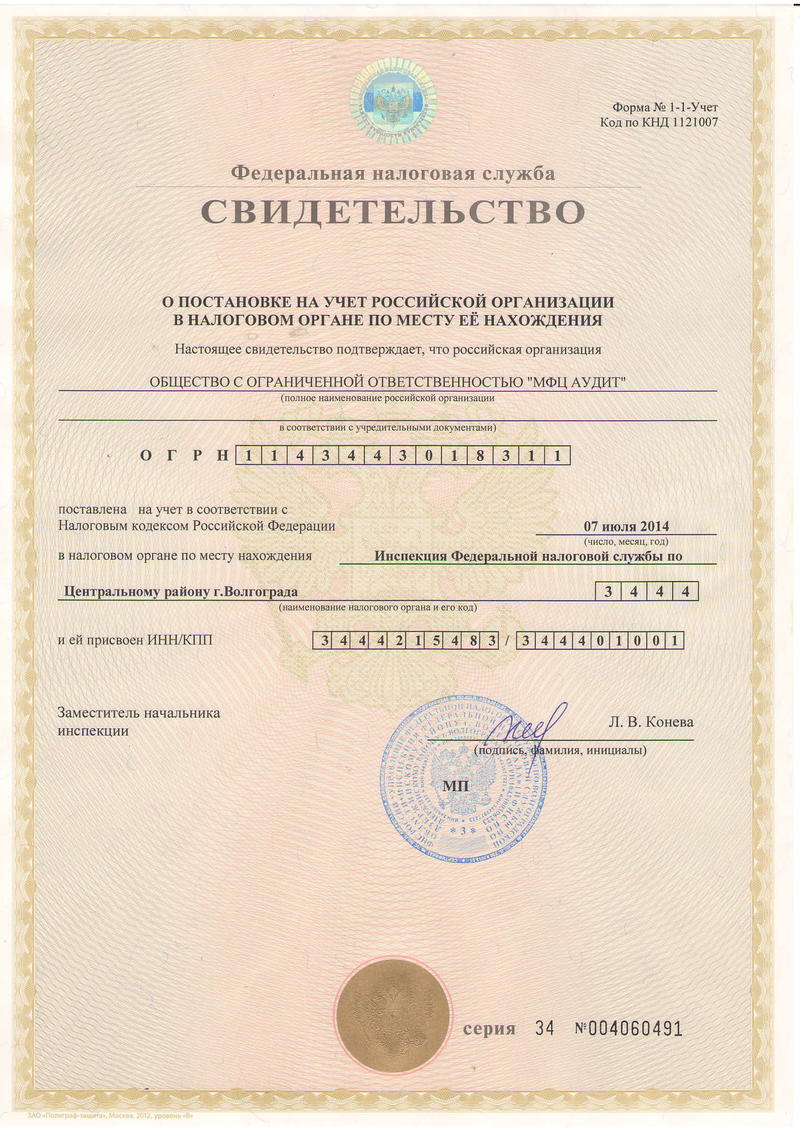 Форма № 1-1-Учет
Код по КНД 1121007
Федеральная налоговая служба
СВИДЕТЕЛЬСТВО
О ПОСТАНОВКЕ НА УЧЕТ РОССИЙСКОЙ ОРГАНИЗАЦИИ
В НАЛОГОВОМ ОРГАНЕ ПО МЕСТУ ЕЁ НАХОЖДЕНИЯ
Настоящее свидетельство подтверждает, что российская организация
ОБЩЕСТВО С ОГРАНИЧЕННОЙ ОТВЕТСТВЕННОСТЬЮ "МФЦ АУДИТ"
(полное наименование российской организации
в соответствии с учредительными документами)
О Г Р Н 1 1 4 3 4 4 3 0 1 8 3 1 1
поставлена на учет в соответствии с
Налоговым кодексом Российской Федерации 07 июля 2014
(число, месяц, год)
в налоговом органе по месту нахождения Инспекция Федеральной налоговой службы по
Центральному району г.Волгограда 3 4 4 4
(наименование налогового органа и его код)
и ей присвоен ИНН/КПП 3 4 4 4 2 1 5 4 8 3 / 3 4 4 4 0 1 0 0 1
Заместитель начальника
инспекции
Л. В. Конева
(подпись, фамилия, инициалы)
МП
* 3 *
серия 34 №004060491
ЗАО «Полиграф-защита», Москва, 2012, уровень «В»